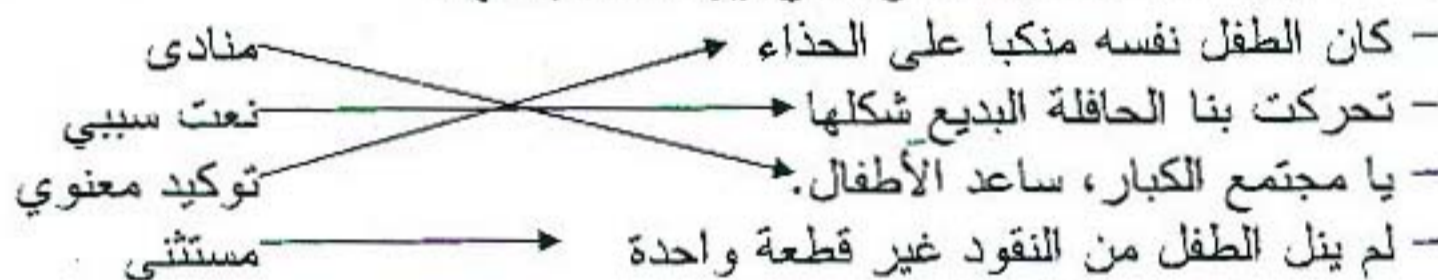 - كان الطفل نفسه منكبا على الحذاء منادى
- تحركت بنا الحافلة البديع شكلها نعت سببي
- يا مجتمع الكبار، ساعد الأطفال. توكيد معنوي
- لم ينل الطفل من النقود غير قطعة واحدة مستثنى